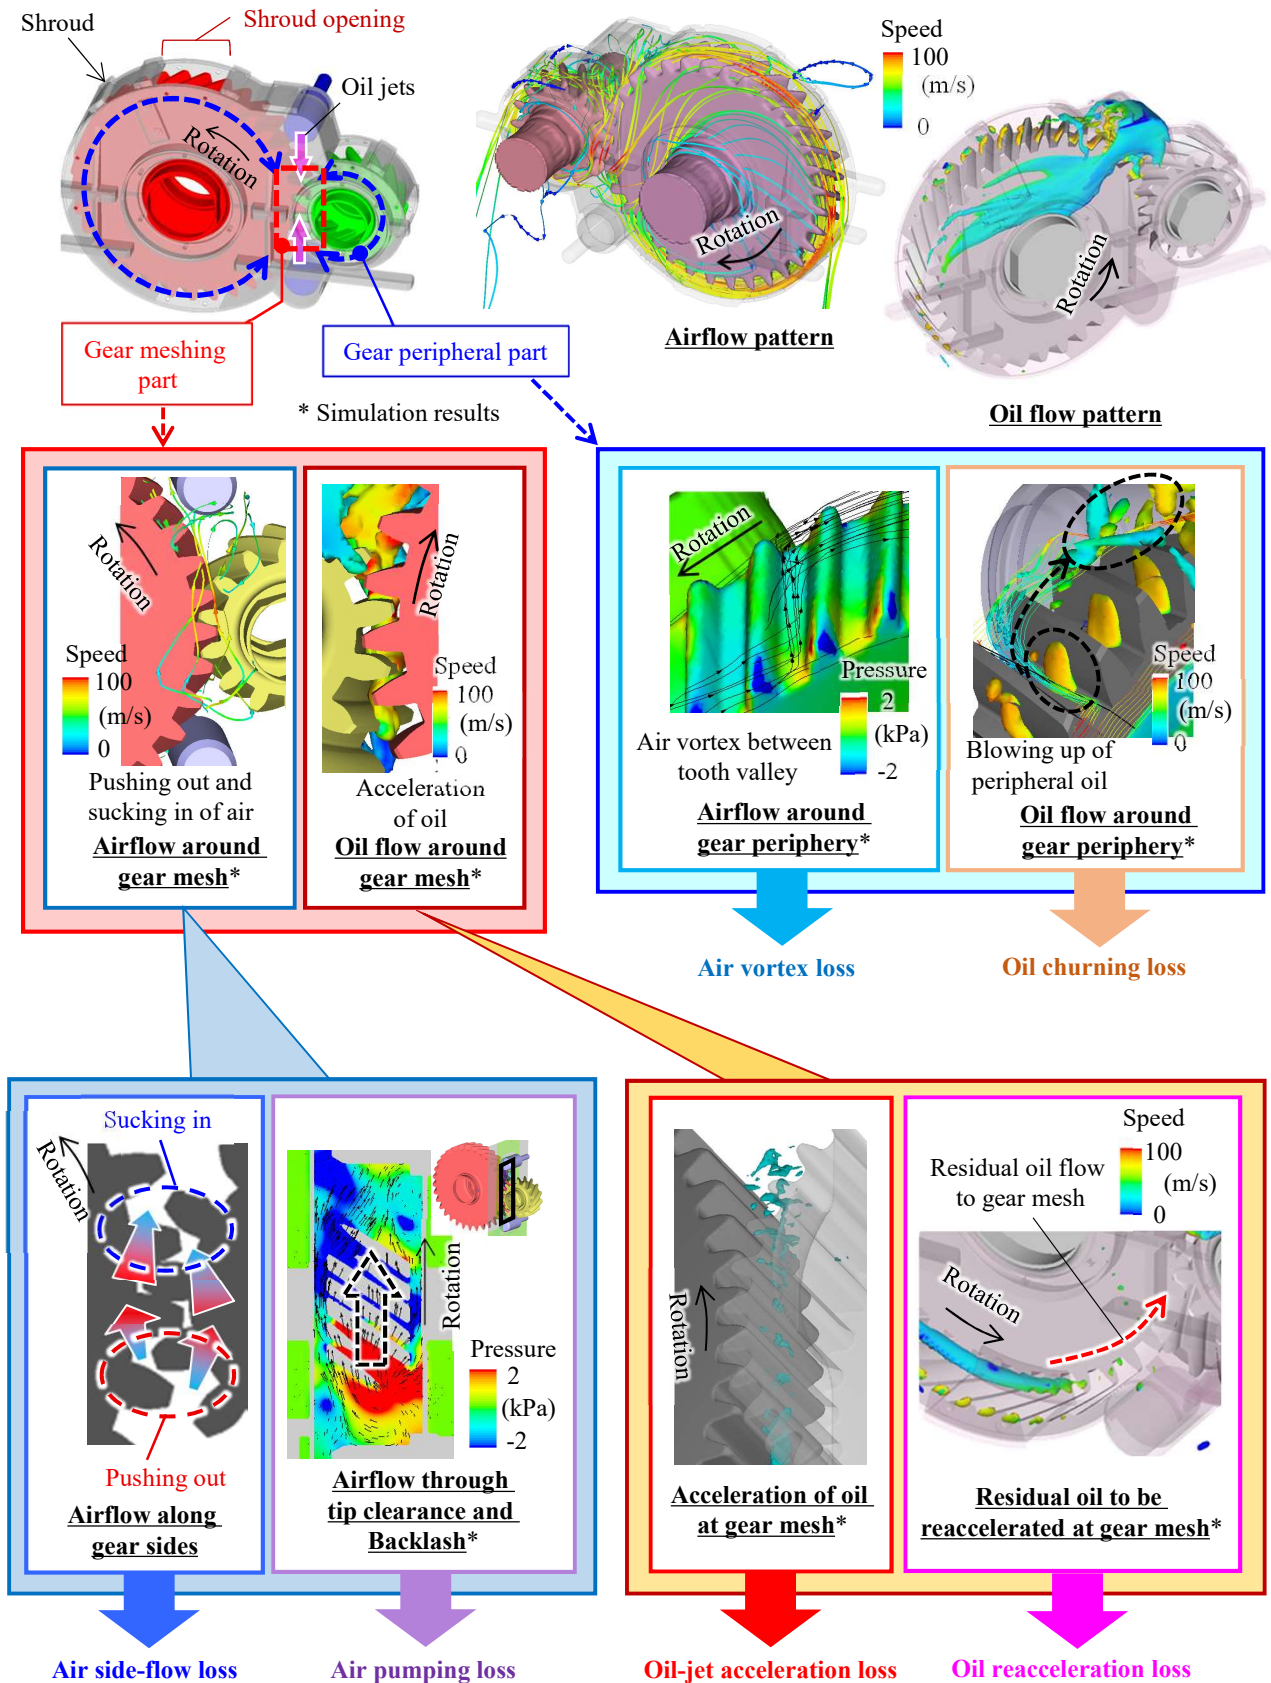 Shroud opening
Shroud
Oil jets
Rotation
Speed
100
(m/s)
0
Rotation
Airflow pattern
Rotation
Oil flow pattern
Gear meshing
part
Gear peripheral part
* Simulation results
Rotation
Speed
100
(m/s)
0
Pushing out and
sucking in of air
Airflow around
gear mesh*
Rotation
Speed
100
(m/s)
0
Acceleration
of oil
Oil flow around
gear mesh*
Rotation
Pressure
2
(kPa)
-2
Air vortex between
tooth valley
Airflow around
gear periphery*
Speed
100
(m/s)
0
Blowing up of
peripheral oil
Oil flow around
gear periphery*
Air vortex loss
Oil churning loss
Sucking in
Rotation
Pushing out
Airflow along
gear sides
Rotation
Pressure
2
(kPa)
-2
Airflow through
tip clearance and
Backlash*
Rotation
Acceleration of oil
at gear mesh*
Speed
100
(m/s)
0
Residual oil flow
to gear mesh
Rotation
Residual oil to be
reaccelerated at gear mesh*
Air side-flow loss
Air pumping loss
Oil-jet acceleration loss
Oil reacceleration loss